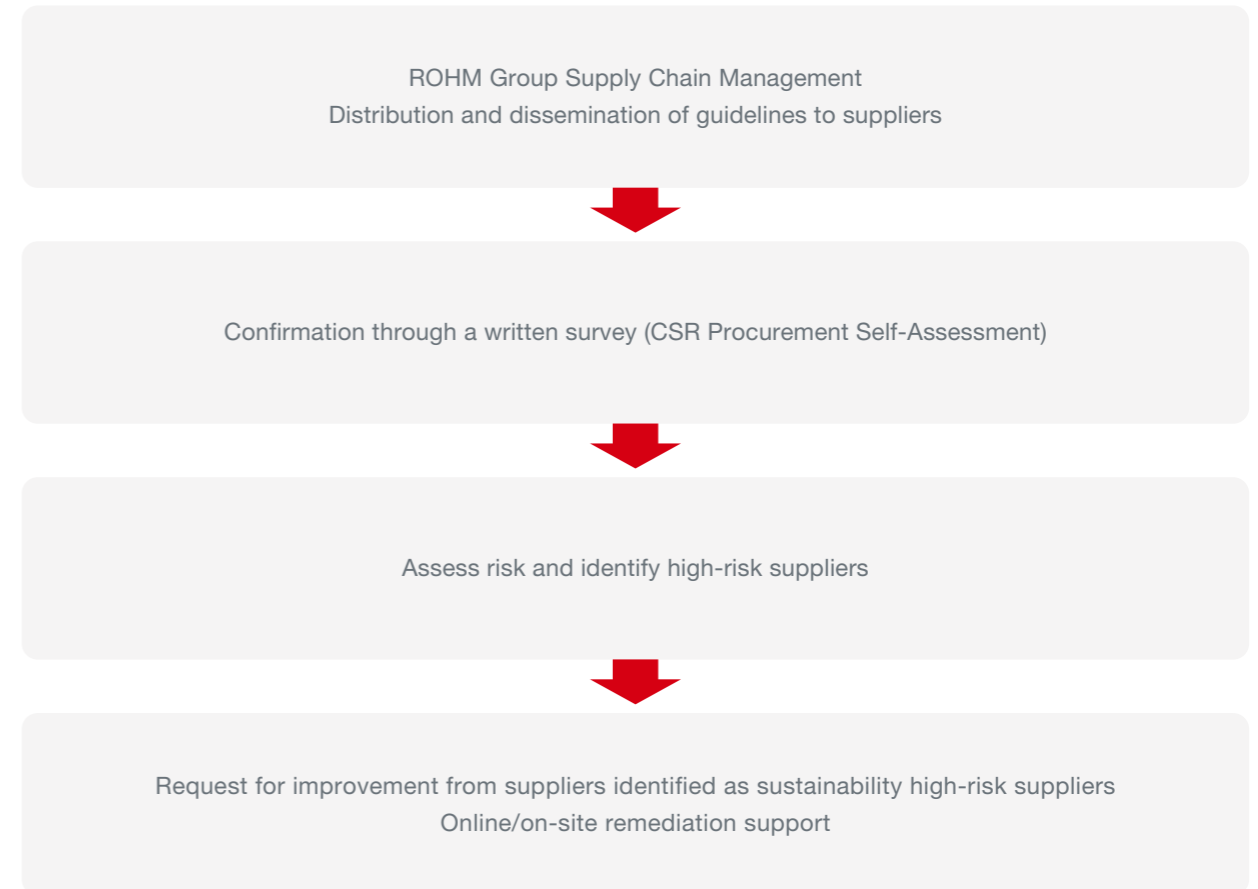 ROHM Group Supply Chain Management
Distribution and dissemination of guidelines to suppliers
Confirmation through a written survey (CSR Procurement Self-Assessment)
Assess risk and identify high-risk suppliers
Request for improvement from suppliers identified as sustainability high-risk suppliers
Online/on-site remediation support